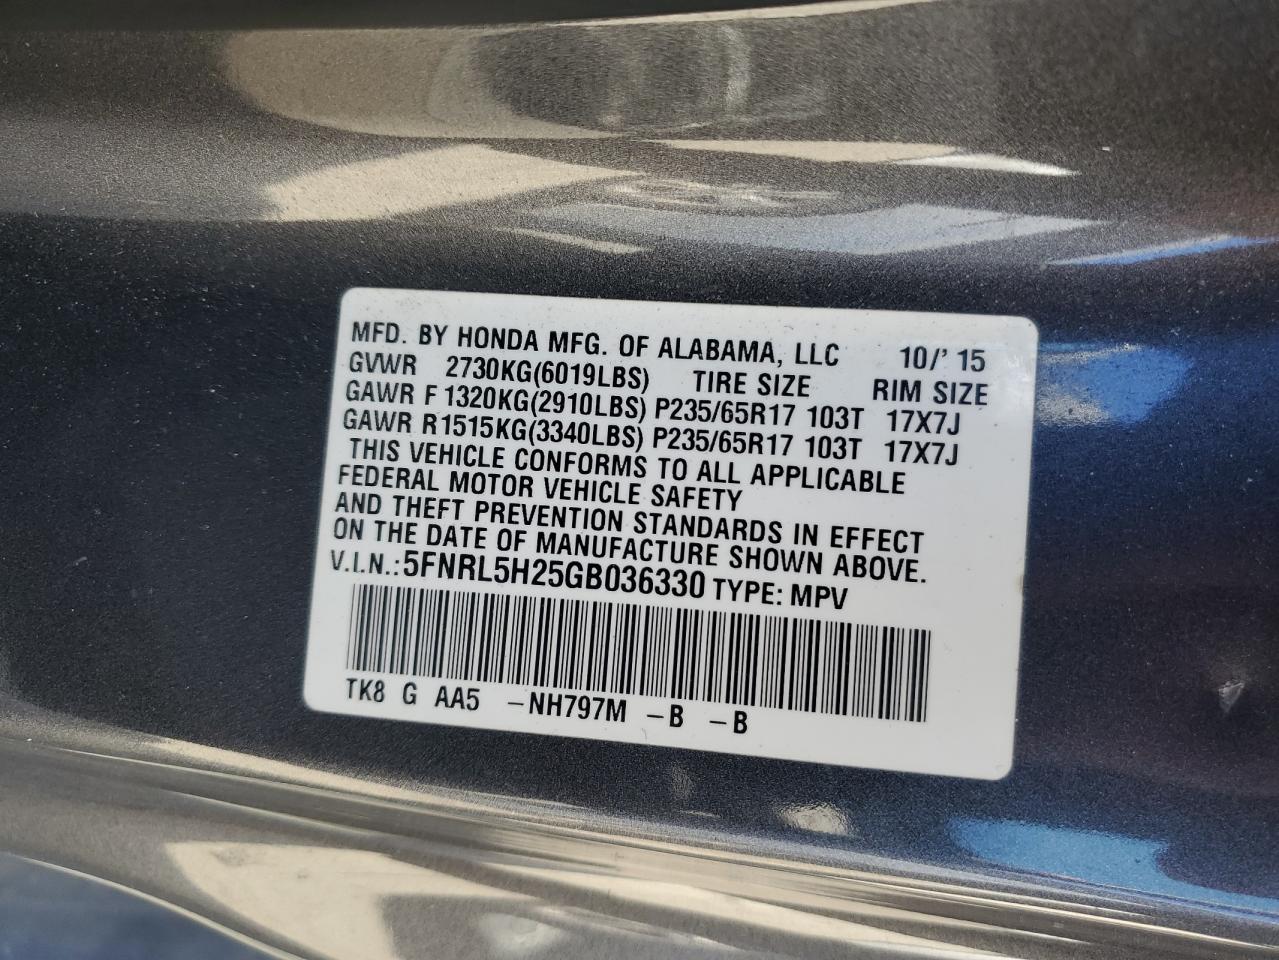 MFD. BY HONDA MFG. OF ALABAMA, LLC 10/' 15
GVWR 2730KG(6019LBS) TIRE SIZE RIM SIZE
GAWR F 1320KG(2910LBS) P235/65R17 103T 17X7J
GAWR R1515KG(3340LBS) P235/65R17 103T 17X7J
THIS VEHICLE CONFORMS TO ALL APPLICABLE
FEDERAL MOTOR VEHICLE SAFETY
AND THEFT PREVENTION STANDARDS IN EFFECT
ON THE DATE OF MANUFACTURE SHOWN ABOVE.
V.I.N.:5FNRL5H25GB036330 TYPE: MPV
TK8 G AA5 -NH797M -B -B